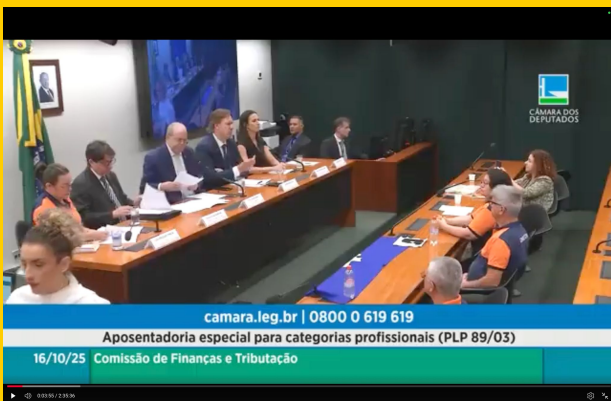 CÂMARA DOS
DEPUTADOS
camara.leg.br | 0800 0 619 619
Aposentadoria especial para categorias profissionais (PLP 89/03)
16/10/25 Comissão de Finanças e Tributação
0:03:55 / 2:35:36